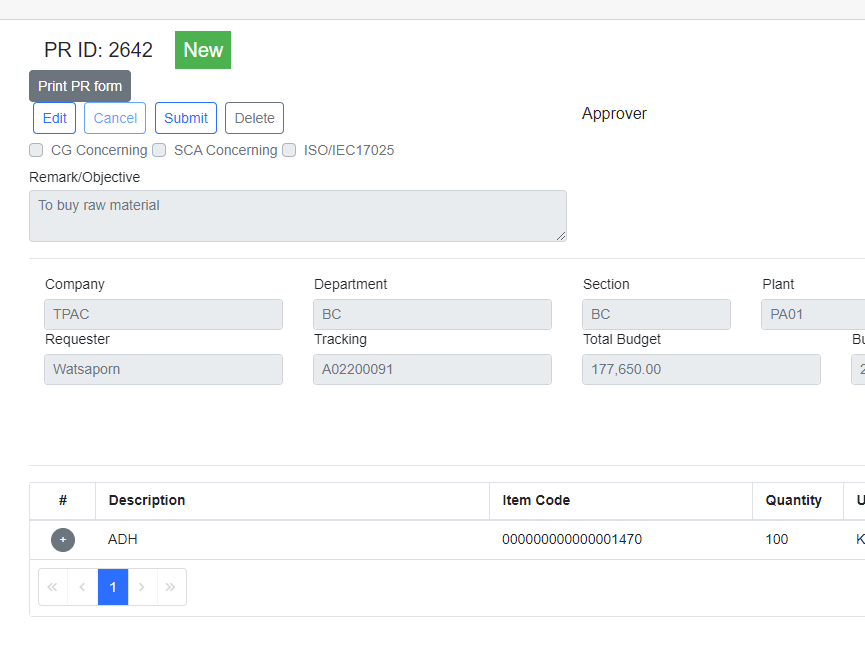 PR ID: 2642 New
Print PR form
Edit Cancel Submit Delete
Approver
CG Concerning SCA Concerning ISO/IEC17025
Remark/Objective
To buy raw material
Company Department Section Plant
TPAC BC BC PA01
Requester Tracking Total Budget Bu
Watsaporn A02200091 177,650.00 2
# Description Item Code Quantity U
+ ADH 000000000000001470 100 K
« ‹ 1 › »